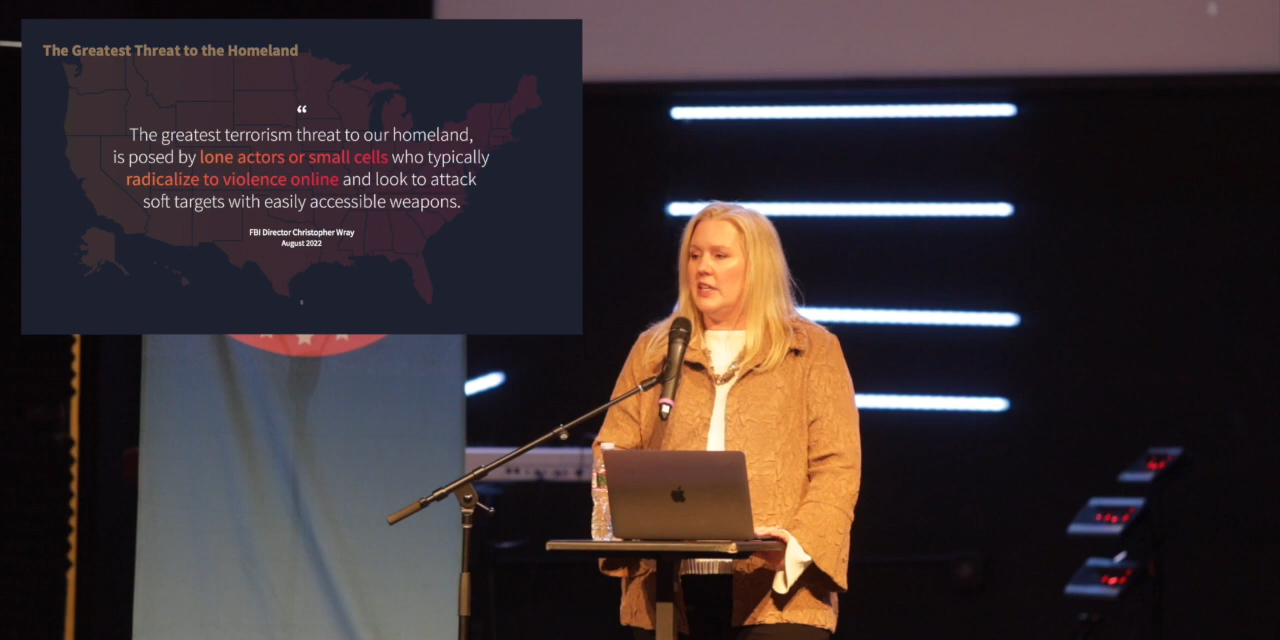 The Greatest Threat to the Homeland
“
The greatest terrorism threat to our homeland,
is posed by lone actors or small cells who typically
radicalize to violence online and look to attack
soft targets with easily accessible weapons.
FBI Director Christopher Wray
August 2022